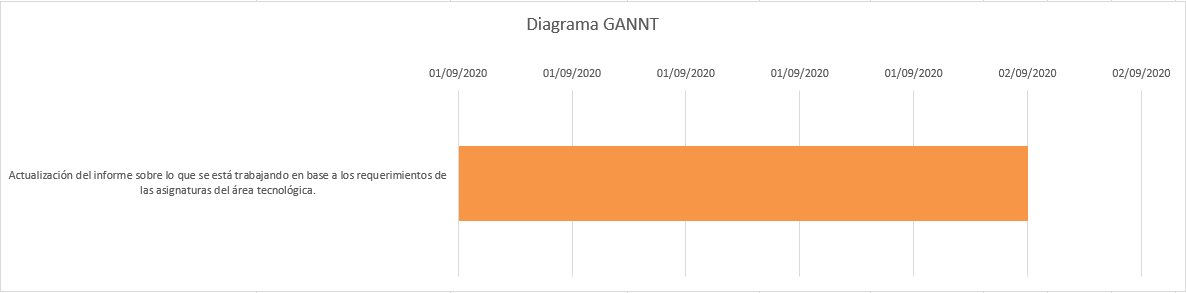 Diagrama GANNT
01/09/2020 01/09/2020 01/09/2020 01/09/2020 01/09/2020 02/09/2020 02/09/2020
Actualización del informe sobre lo que se está trabajando en base a los requerimientos de
las asignaturas del área tecnológica.